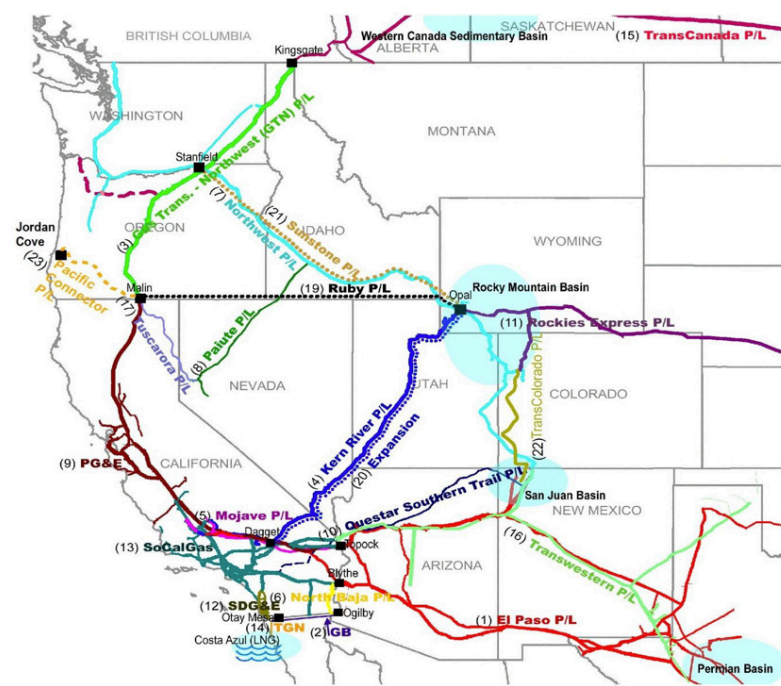 BRITISH COLUMBIA
Western Canada Sedimentary Basin
SASKATCHEWAN
(15) TransCanada P/L
ALBERTA
Kingsgate
WASHINGTON
MONTANA
Stanfield
(3) Trans. - Northwest (GTN) P/L
(7) Northwest P/L
(21) Sunstone P/L
OREGON
IDAHO
WYOMING
Jordan
Cove
(23)
Pacific
Connector
P/L
Malin
(17)
Tuscarora P/L
(19) Ruby P/L
Opal
Rocky Mountain Basin
(11) Rockies Express P/L
(8) Paiute P/L
NEVADA
UTAH
COLORADO
(22) TransColorado P/L
(4) Kern River P/L
(20) Expansion
(9) PG&E
CALIFORNIA
(5) Mojave P/L
Dagget
(10) Questar Southern Trail P/L
San Juan Basin
NEW MEXICO
(13) SoCalGas
Topock
(16) Transwestern P/L
ARIZONA
Blythe
(6) North Baja P/L
(12) SDG&E
Otay Mesa
Ogilby
(1) El Paso P/L
(14) TGN
(2) GB
Costa Azul (LNG)
Permian Basin